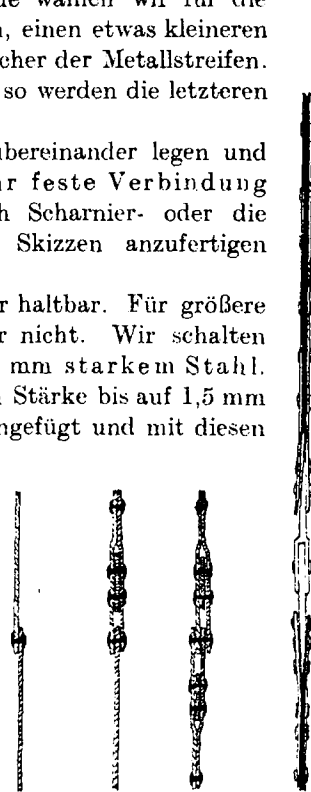 wählen wir für die
einen etwas kleineren
cher der Metallstreifen.
so werden die letzteren
bereinander legen und
r feste Verbindung
h Scharnier- oder die
Skizzen anzufertigen
r haltbar. Für größere
r nicht. Wir schalten
mm starkem Stahl.
Stärke bis auf 1,5 mm
ngefügt und mit diesen